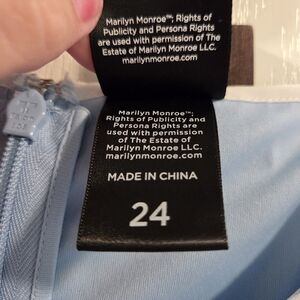 Marilyn Monroe™; Rights of
Publicity and Persona Rights
are used with permission of The
Estate of Marilyn Monroe LLC.
marilynmonroe.com
Marilyn Monroe™;
Rights of Publicity and
Persona Rights are
used with permission
of The Estate of
Marilyn Monroe LLC.
marilynmonroe.com
MADE IN CHINA
24